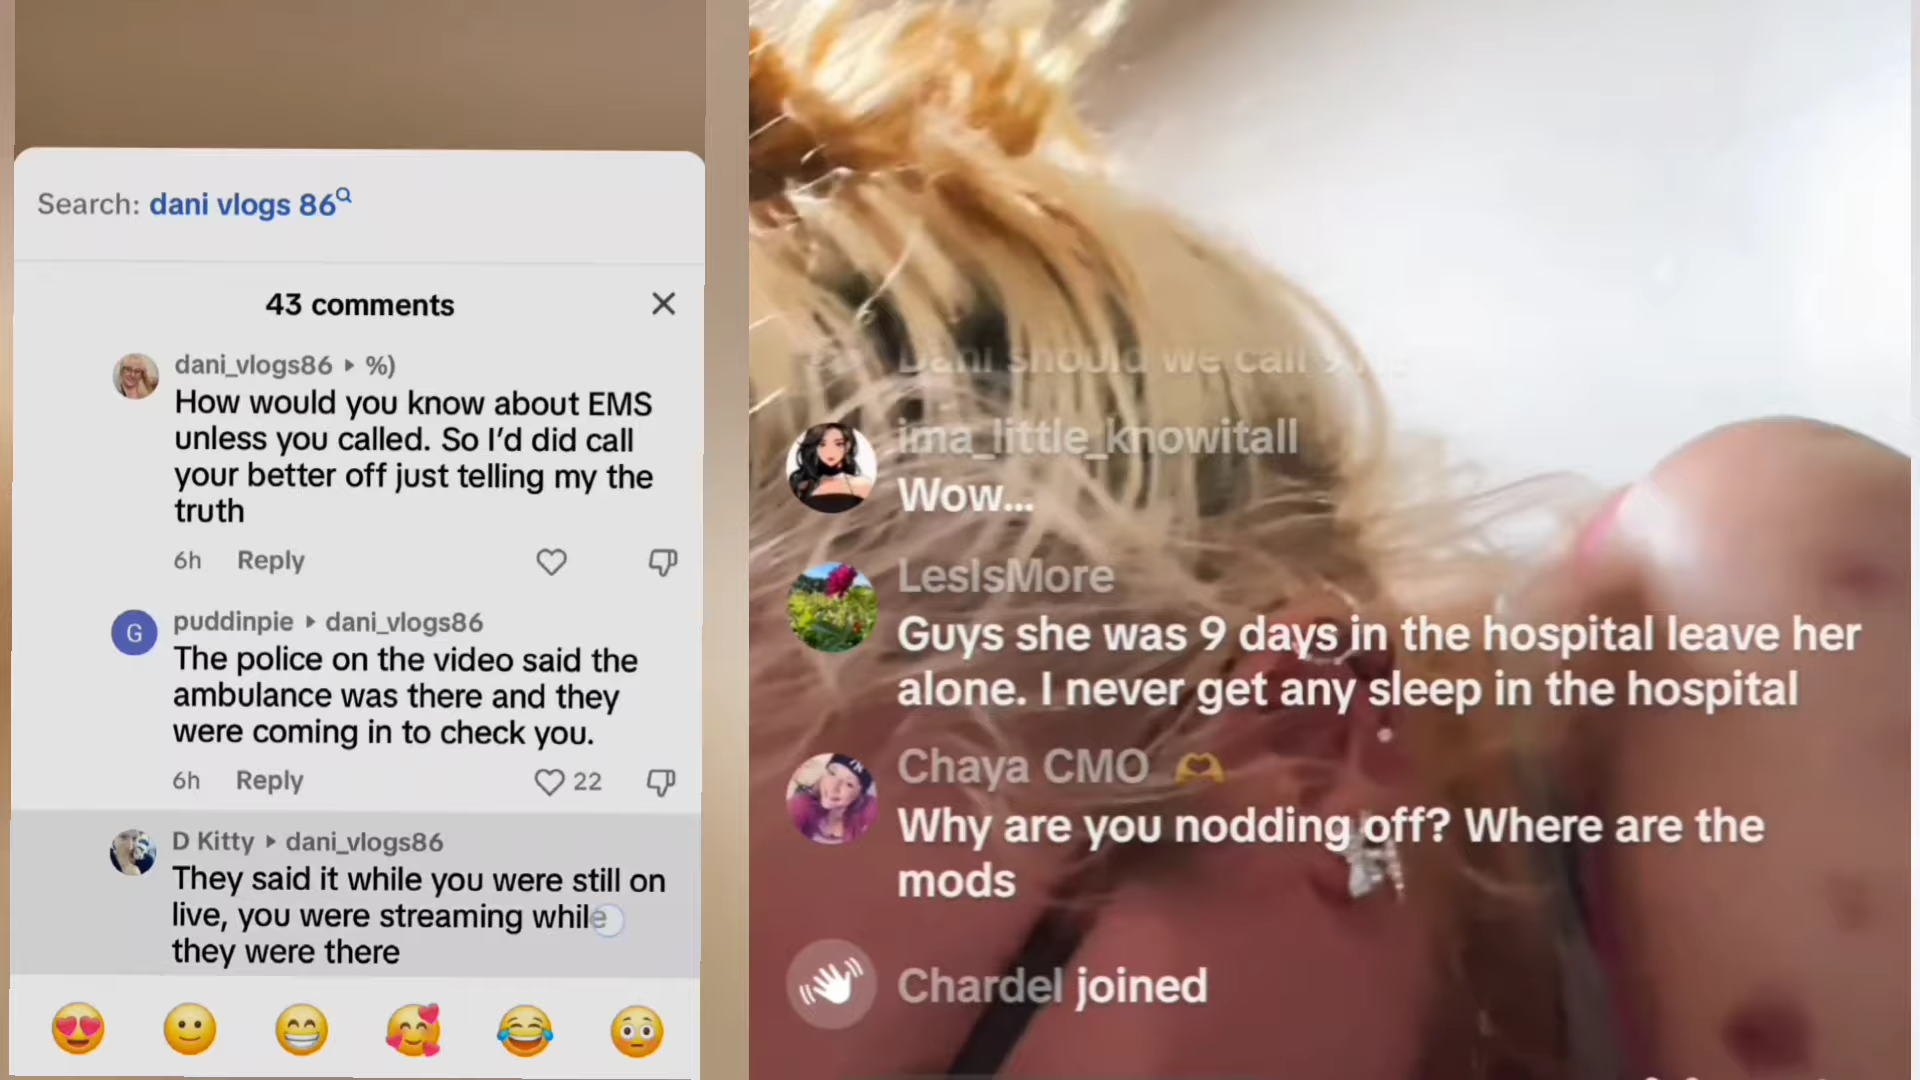 Search: dani vlogs 86
43 comments
dani_vlogs86 ▸ %)
How would you know about EMS
unless you called. So I'd did call
your better off just telling my the
truth
6h Reply
G
puddinpie ▸ dani_vlogs86
The police on the video said the
ambulance was there and they
were coming in to check you.
6h Reply 22
D Kitty ▸ dani_vlogs86
They said it while you were still on
live, you were streaming while
they were there
Dani should we call
ima_little_knowitall
Wow...
LesIsMore
Guys she was 9 days in the hospital leave her
alone. I never get any sleep in the hospital
Chaya CMO
Why are you nodding off? Where are the
mods
Chardel joined